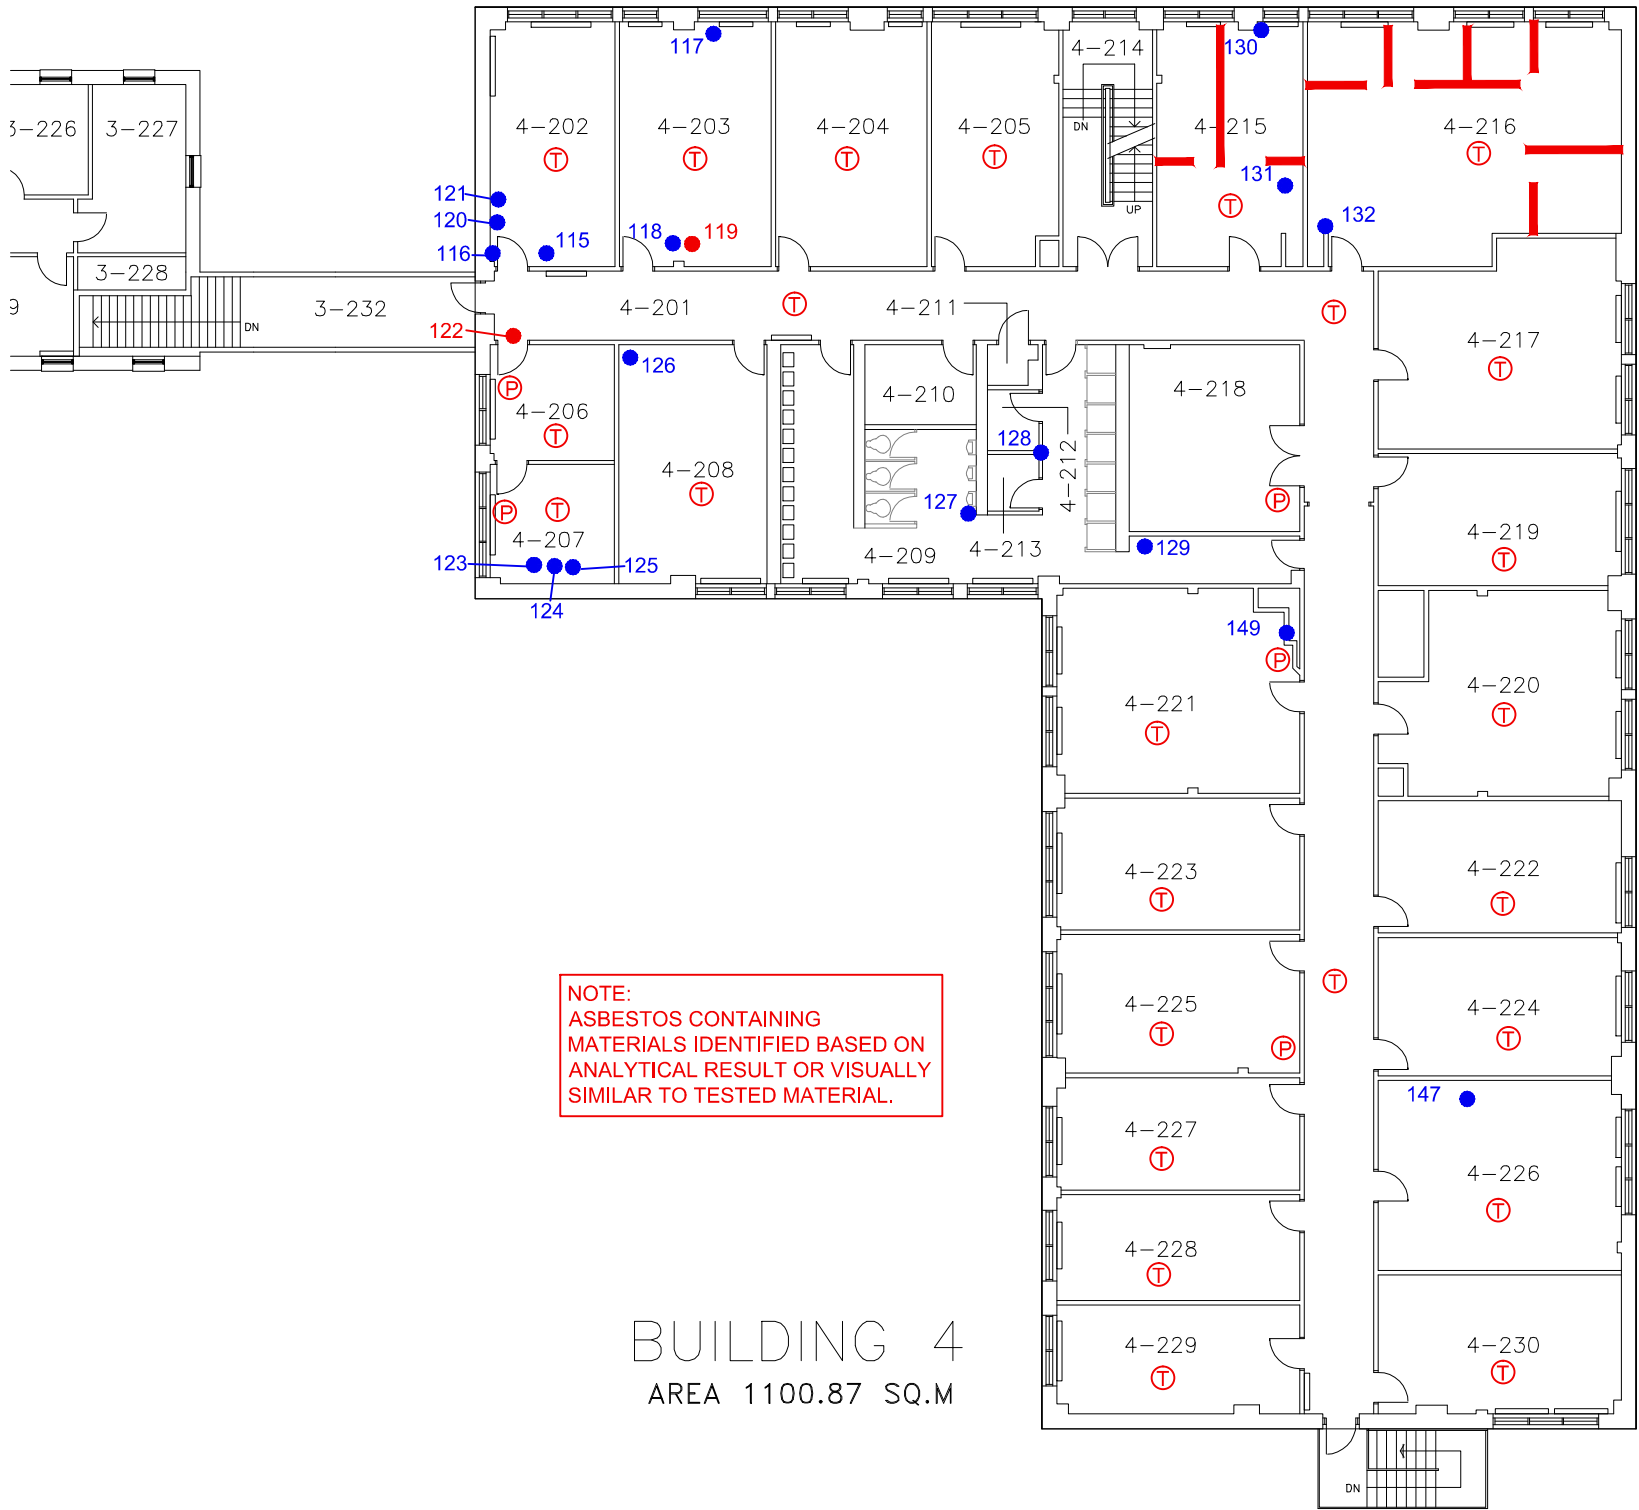 117
130
4-214
3-226
3-227
4-202
4-203
4-204
4-205
DN
4-215
4-216
T
T
T
T
T
131
121
120
UP
T
132
116
115
118
119
3-228
9
3-232
DN
4-201
T
4-211
T
122
4-217
126
T
P
4-206
4-210
4-218
T
128
4-212
4-208
T
P
P
T
127
4-219
4-207
4-209
4-213
129
T
123
125
124
149
P
4-220
4-221
T
T
4-223
4-222
T
T
T
NOTE:
ASBESTOS CONTAINING
MATERIALS IDENTIFIED BASED ON
ANALYTICAL RESULT OR VISUALLY
SIMILAR TO TESTED MATERIAL.
4-225
4-224
T
P
T
147
4-227
T
4-226
T
4-228
T
BUILDING 4
AREA 1100.87 SQ.M
4-229
T
4-230
T
DN